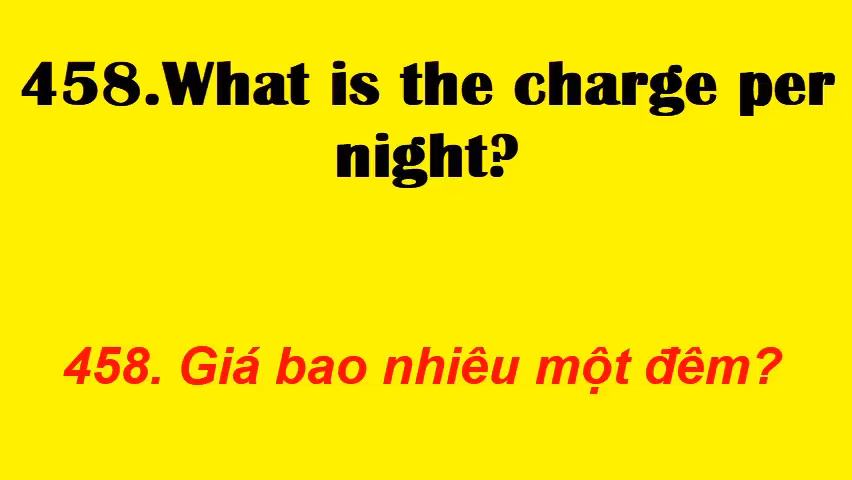 458.What is the charge per
night?
458. Giá bao nhiêu một đêm?